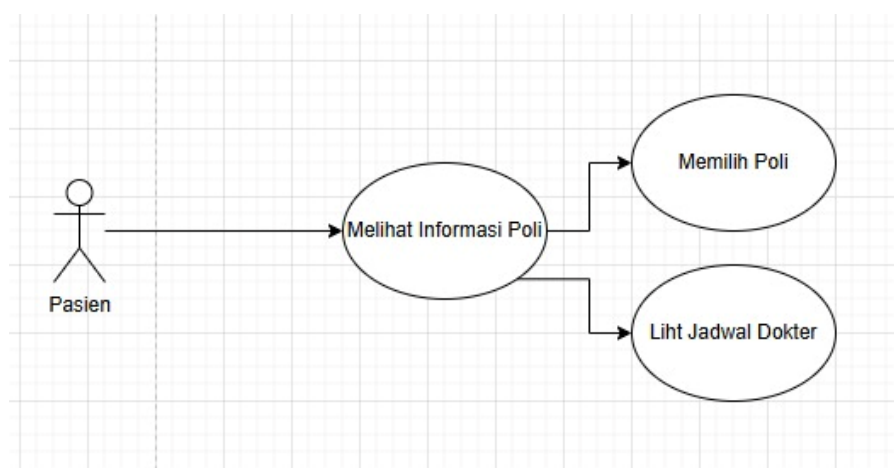 Memilih Poli
Melihat Informasi Poli
Pasien
Liht Jadwal Dokter